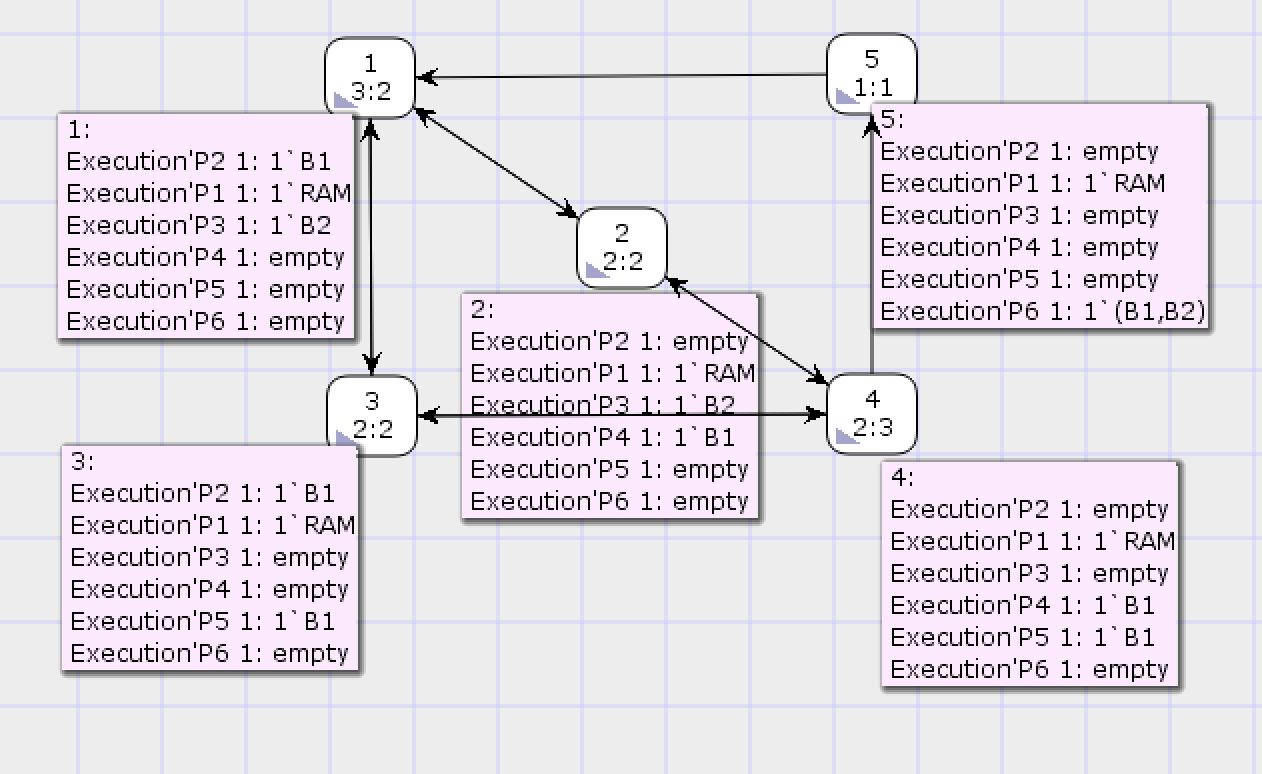 1
3:2
5
1:1
1:
Execution'P2 1: 1`B1
Execution'P1 1: 1`RAM
Execution'P3 1: 1`B2
Execution'P4 1: empty
Execution'P5 1: empty
Execution'P6 1: empty
5:
Execution'P2 1: empty
Execution'P1 1: 1`RAM
Execution'P3 1: empty
Execution'P4 1: empty
Execution'P5 1: empty
Execution'P6 1: 1`(B1,B2)
2
2:2
2:
Execution'P2 1: empty
Execution'P1 1: 1`RAM
Execution'P3 1: 1`B2
Execution'P4 1: 1`B1
Execution'P5 1: empty
Execution'P6 1: empty
3
2:2
4
2:3
3:
Execution'P2 1: 1`B1
Execution'P1 1: 1`RAM
Execution'P3 1: empty
Execution'P4 1: empty
Execution'P5 1: 1`B1
Execution'P6 1: empty
4:
Execution'P2 1: empty
Execution'P1 1: 1`RAM
Execution'P3 1: empty
Execution'P4 1: 1`B1
Execution'P5 1: 1`B1
Execution'P6 1: empty